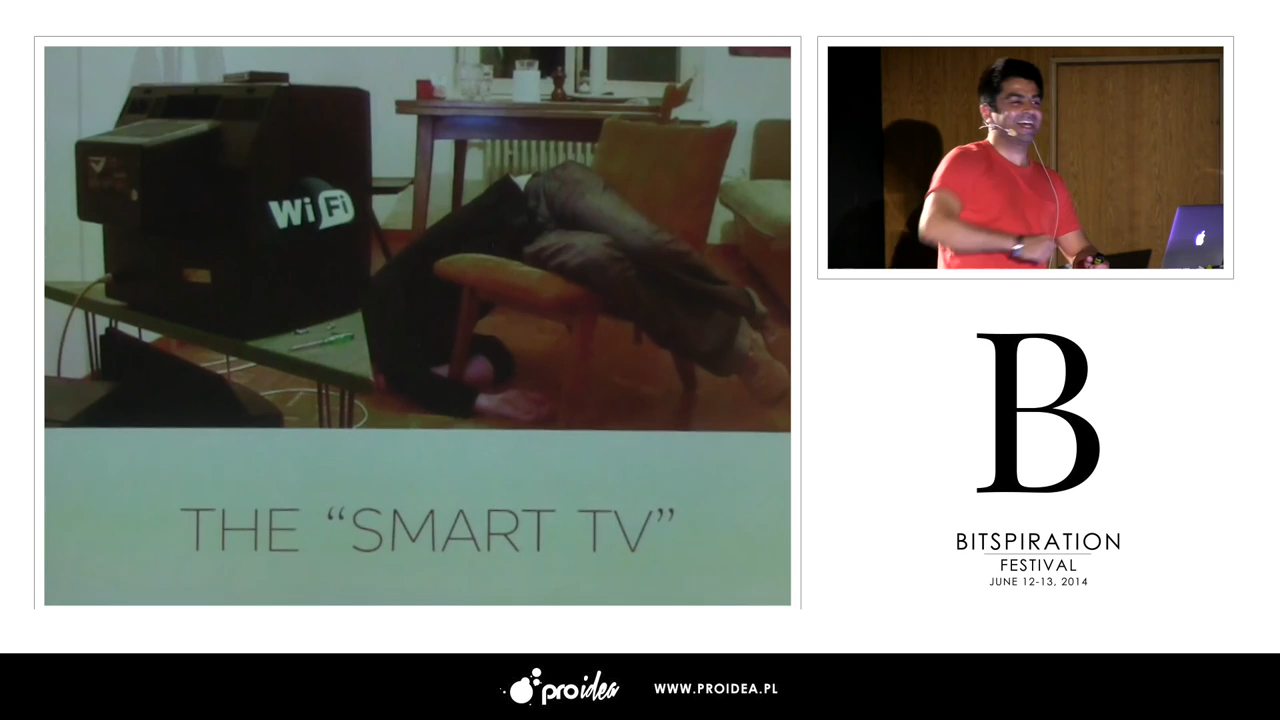 WiFi
THE “SMART TV”
B
BITSPIRATION
FESTIVAL
JUNE 12-13, 2014
proidea
WWW.PROIDEA.PL